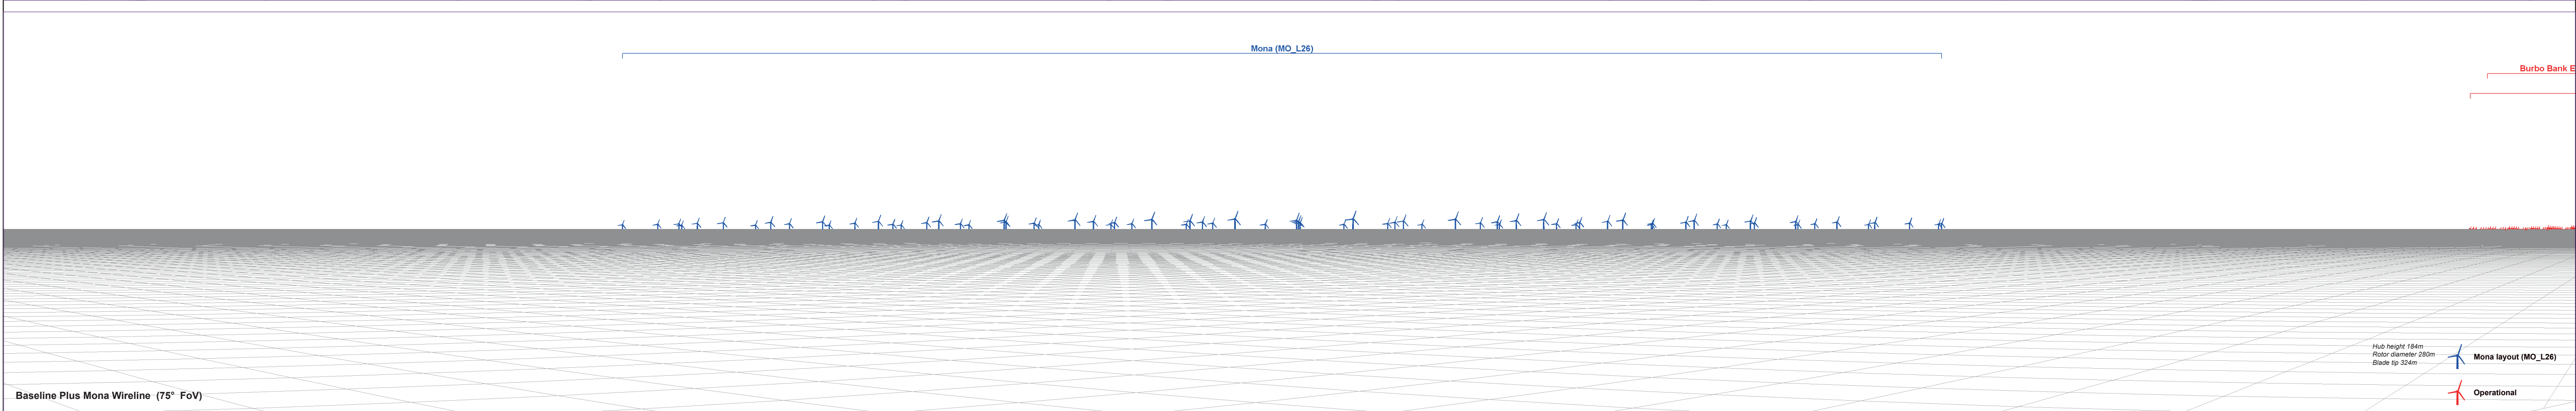 Mona (MO_L26)
Burbo Bank E
Hub height 184m
Rotor diameter 280m
Blade tip 324m
Mona layout (MO_L26)
Operational
Baseline Plus Mona Wireline (75° FoV)